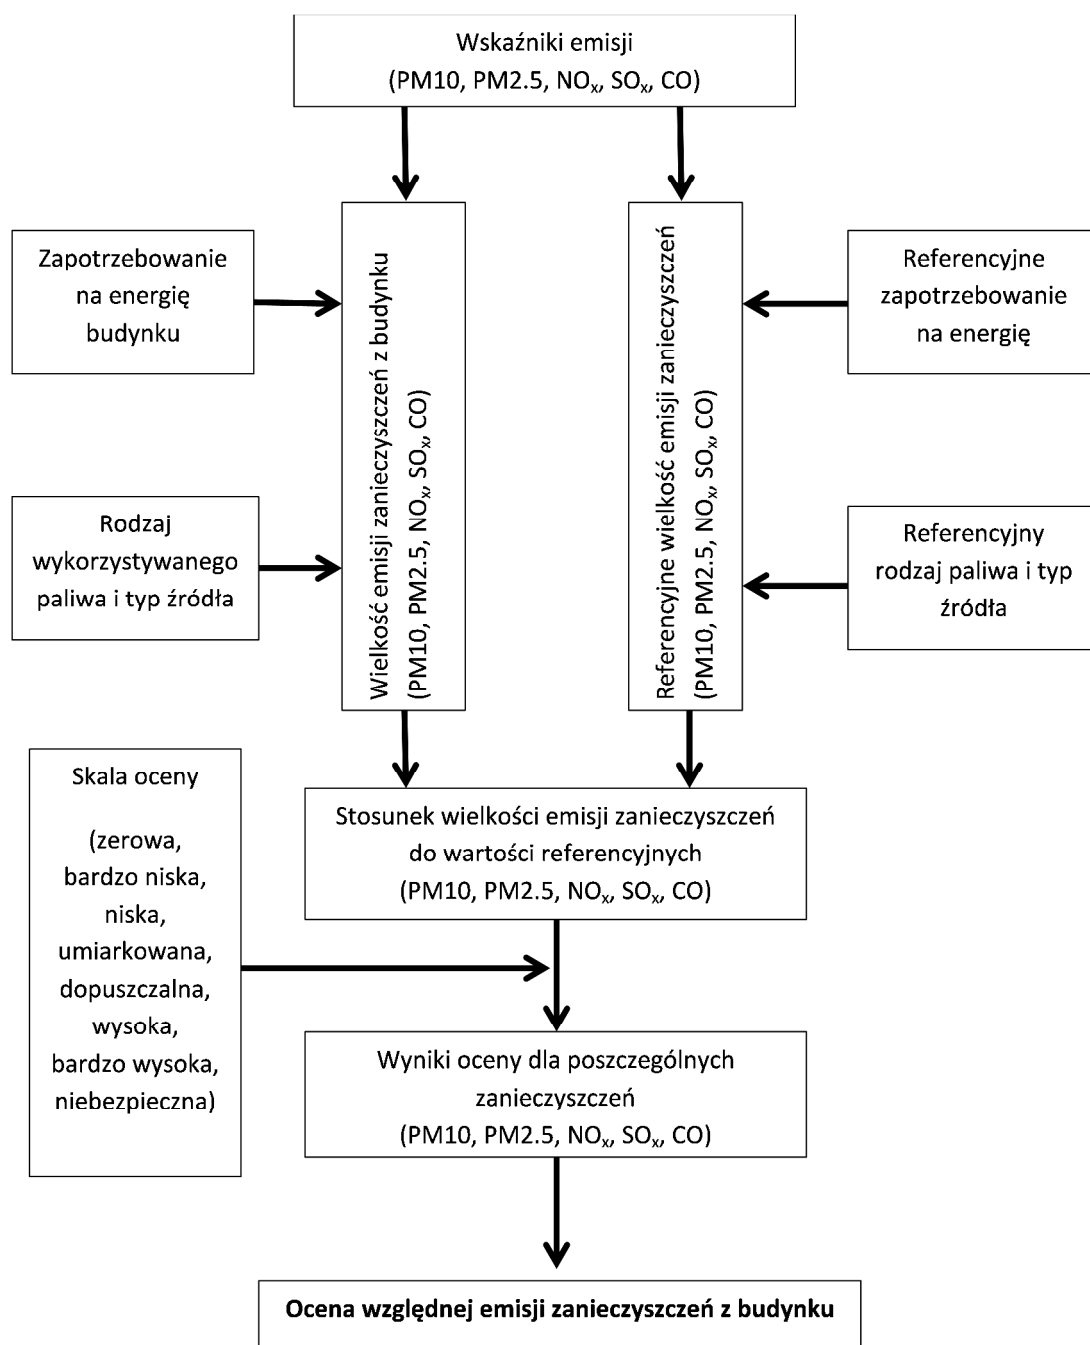 Wskaźniki emisji
(PM10, PM2.5, NOx, SOx, CO)
Zapotrzebowanie
na energię
budynku
Wielkość emisji zanieczyszczeń z budynku
(PM10, PM2.5, NOx, SOx, CO)
Referencyjne wielkość emisji zanieczyszczeń
(PM10, PM2.5, NOx, SOx, CO)
Referencyjne
zapotrzebowanie
na energię
Rodzaj
wykorzystywanego
paliwa i typ źródła
Referencyjny
rodzaj paliwa i typ
źródła
Skala oceny
(zerowa,
bardzo niska,
niska,
umiarkowana,
dopuszczalna,
wysoka,
bardzo wysoka,
niebezpieczna)
Stosunek wielkości emisji zanieczyszczeń
do wartości referencyjnych
(PM10, PM2.5, NOx, SOx, CO)
Wyniki oceny dla poszczególnych
zanieczyszczeń
(PM10, PM2.5, NOx, SOx, CO)
Ocena względnej emisji zanieczyszczeń z budynku